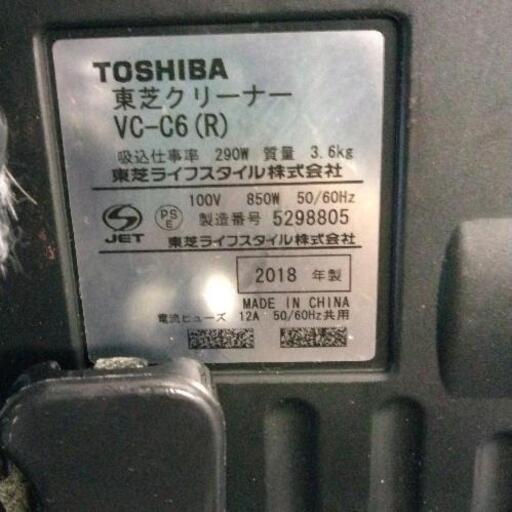 TOSHIBA
東芝クリーナー
VC-C6(R)
吸込仕事率 290W 質量 3.6kg
東芝ライフスタイル株式会社
100V 850W 50/60Hz
JET PSE 製造番号 5298805
東芝ライフスタイル株式会社
2018 年製
MADE IN CHINA
電流ヒューズ 12A 50/60Hz共用